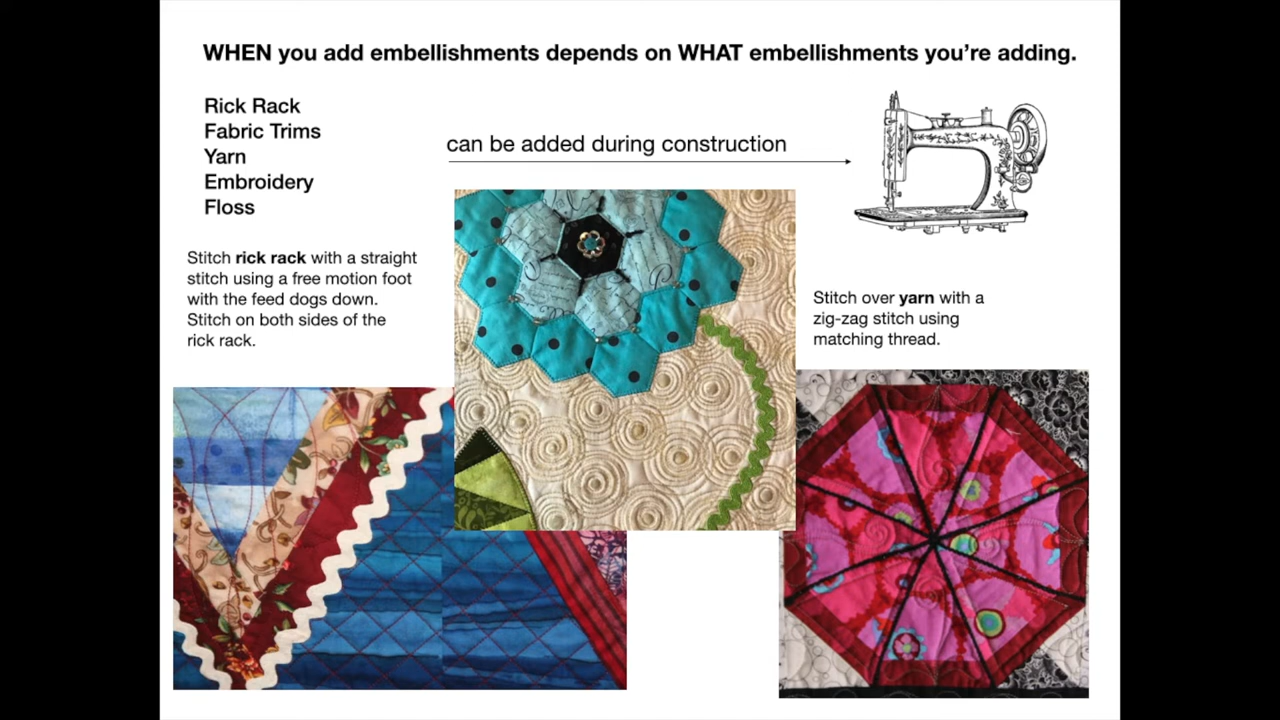 WHEN you add embellishments depends on WHAT embellishments you’re adding.
Rick Rack
Fabric Trims
Yarn
Embroidery
Floss
can be added during construction
Stitch rick rack with a straight
stitch using a free motion foot
with the feed dogs down.
Stitch on both sides of the
rick rack.
Stitch over yarn with a
zig-zag stitch using
matching thread.